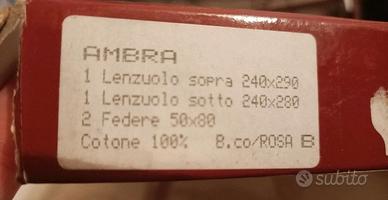 AMBRA
1 Lenzuolo sopra 240x290
1 Lenzuolo sotto 240x280
2 Federe 50x80
Cotone 100% B.co/ROSA B
subito